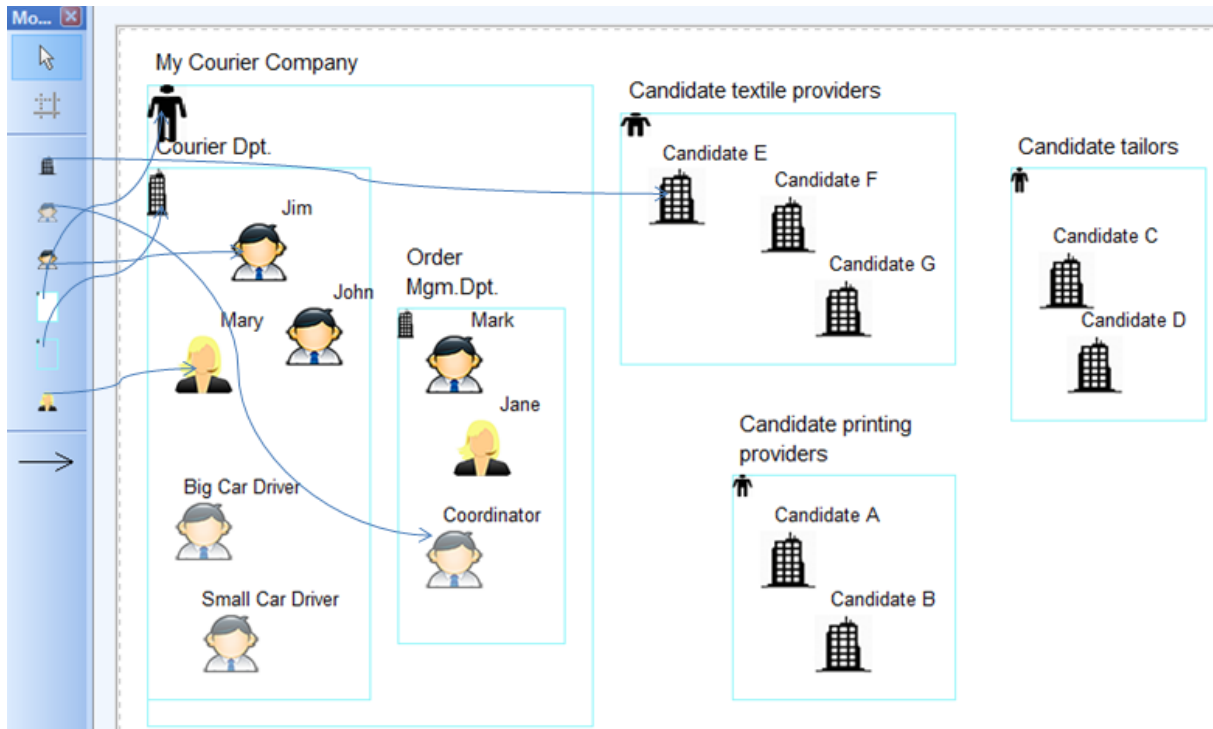 Mo...
My Courier Company
Courier Dpt.
Jim
John
Mary
Big Car Driver
Small Car Driver
Order
Mgm.Dpt.
Mark
Jane
Coordinator
Candidate textile providers
Candidate E
Candidate F
Candidate G
Candidate printing
providers
Candidate A
Candidate B
Candidate tailors
Candidate C
Candidate D